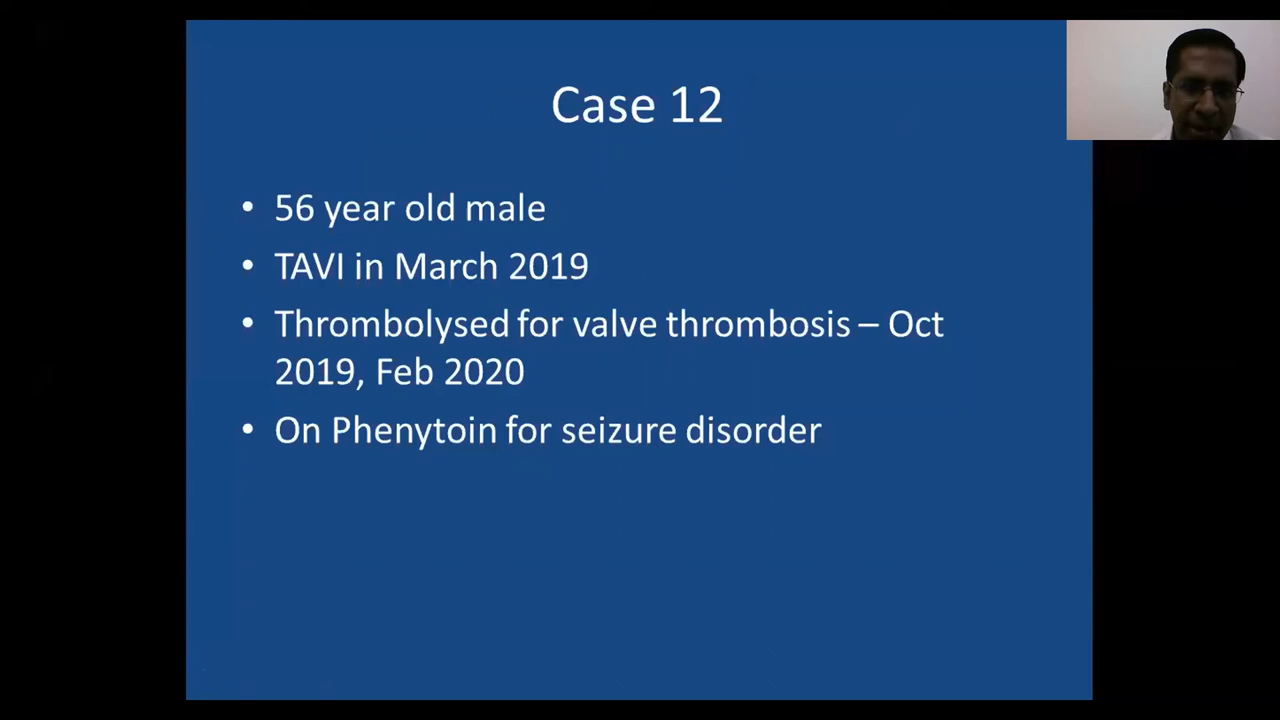 Case 12
• 56 year old male
• TAVI in March 2019
• Thrombolysed for valve thrombosis – Oct
2019, Feb 2020
• On Phenytoin for seizure disorder